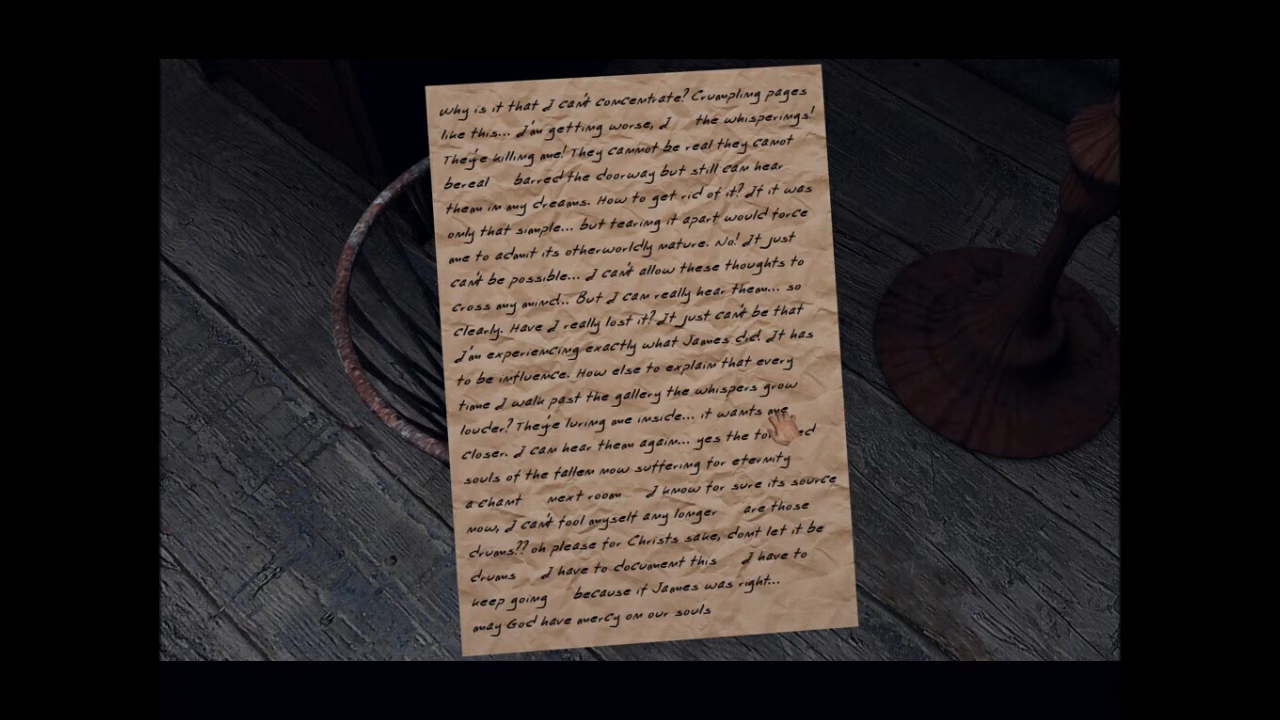 Why is it that I can't concentrate? Crumpling pages
like this... I'm getting worse, I the whisperings!
They're killing me! They cannot be real they canot
bereal barred the doorway but still can hear
them in my dreams. How to get rid of it? If it was
only that simple... but tearing it apart would force
me to admit its otherworldly nature. No! It just
can't be possible... I can't allow these thoughts to
cross my mind.. But I can really hear them... so
clearly. Have I really lost it? It just can't be that
I'm experiencing exactly what James did. It has
to be influence. How else to explain that every
time I walk past the gallery the whispers grow
louder? They're luring me inside... it wants me
closer. I can hear them again... yes the
souls of the fallen now suffering for eternity
a chant next room I know for sure its source
now, I can't fool myself any longer are those
drums?? oh please for Christs sake, dont let it be
drums I have to document this I have to
keep going because if James was right...
may God have mercy on our souls